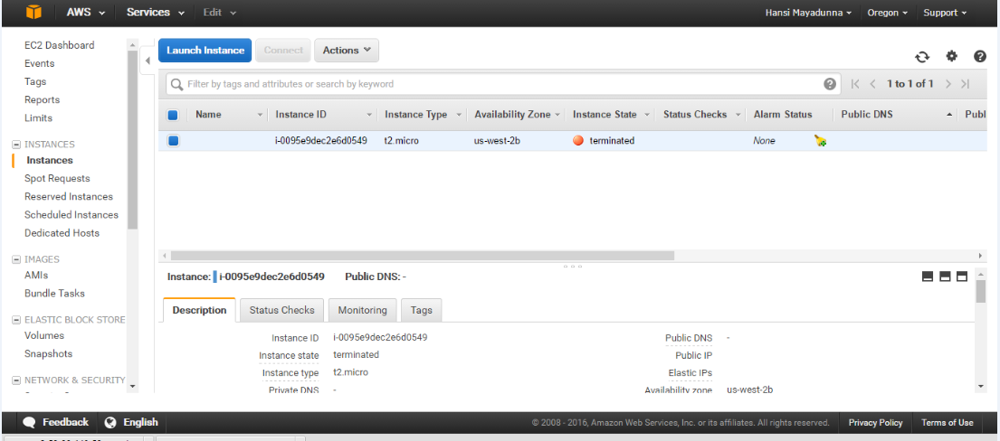 AWS Services Edit Hansi Mayadunna Oregon Support
EC2 Dashboard
Events
Tags
Reports
Limits
INSTANCES
Instances
Spot Requests
Reserved Instances
Scheduled Instances
Dedicated Hosts
IMAGES
AMIs
Bundle Tasks
ELASTIC BLOCK STORE
Volumes
Snapshots
NETWORK & SECURITY
Launch Instance Connect Actions
Filter by tags and attributes or search by keyword 1 to 1 of 1
Name Instance ID Instance Type Availability Zone Instance State Status Checks Alarm Status Public DNS Publ
i-0095e9dec2e6d0549 t2.micro us-west-2b terminated None
Instance: i-0095e9dec2e6d0549 Public DNS: -
Description Status Checks Monitoring Tags
Instance ID i-0095e9dec2e6d0549 Public DNS -
Instance state terminated Public IP
Instance type t2.micro Elastic IPs
Private DNS - Availability zone us-west-2b
Feedback English © 2008 - 2016, Amazon Web Services, Inc. or its affiliates. All rights reserved. Privacy Policy Terms of Use